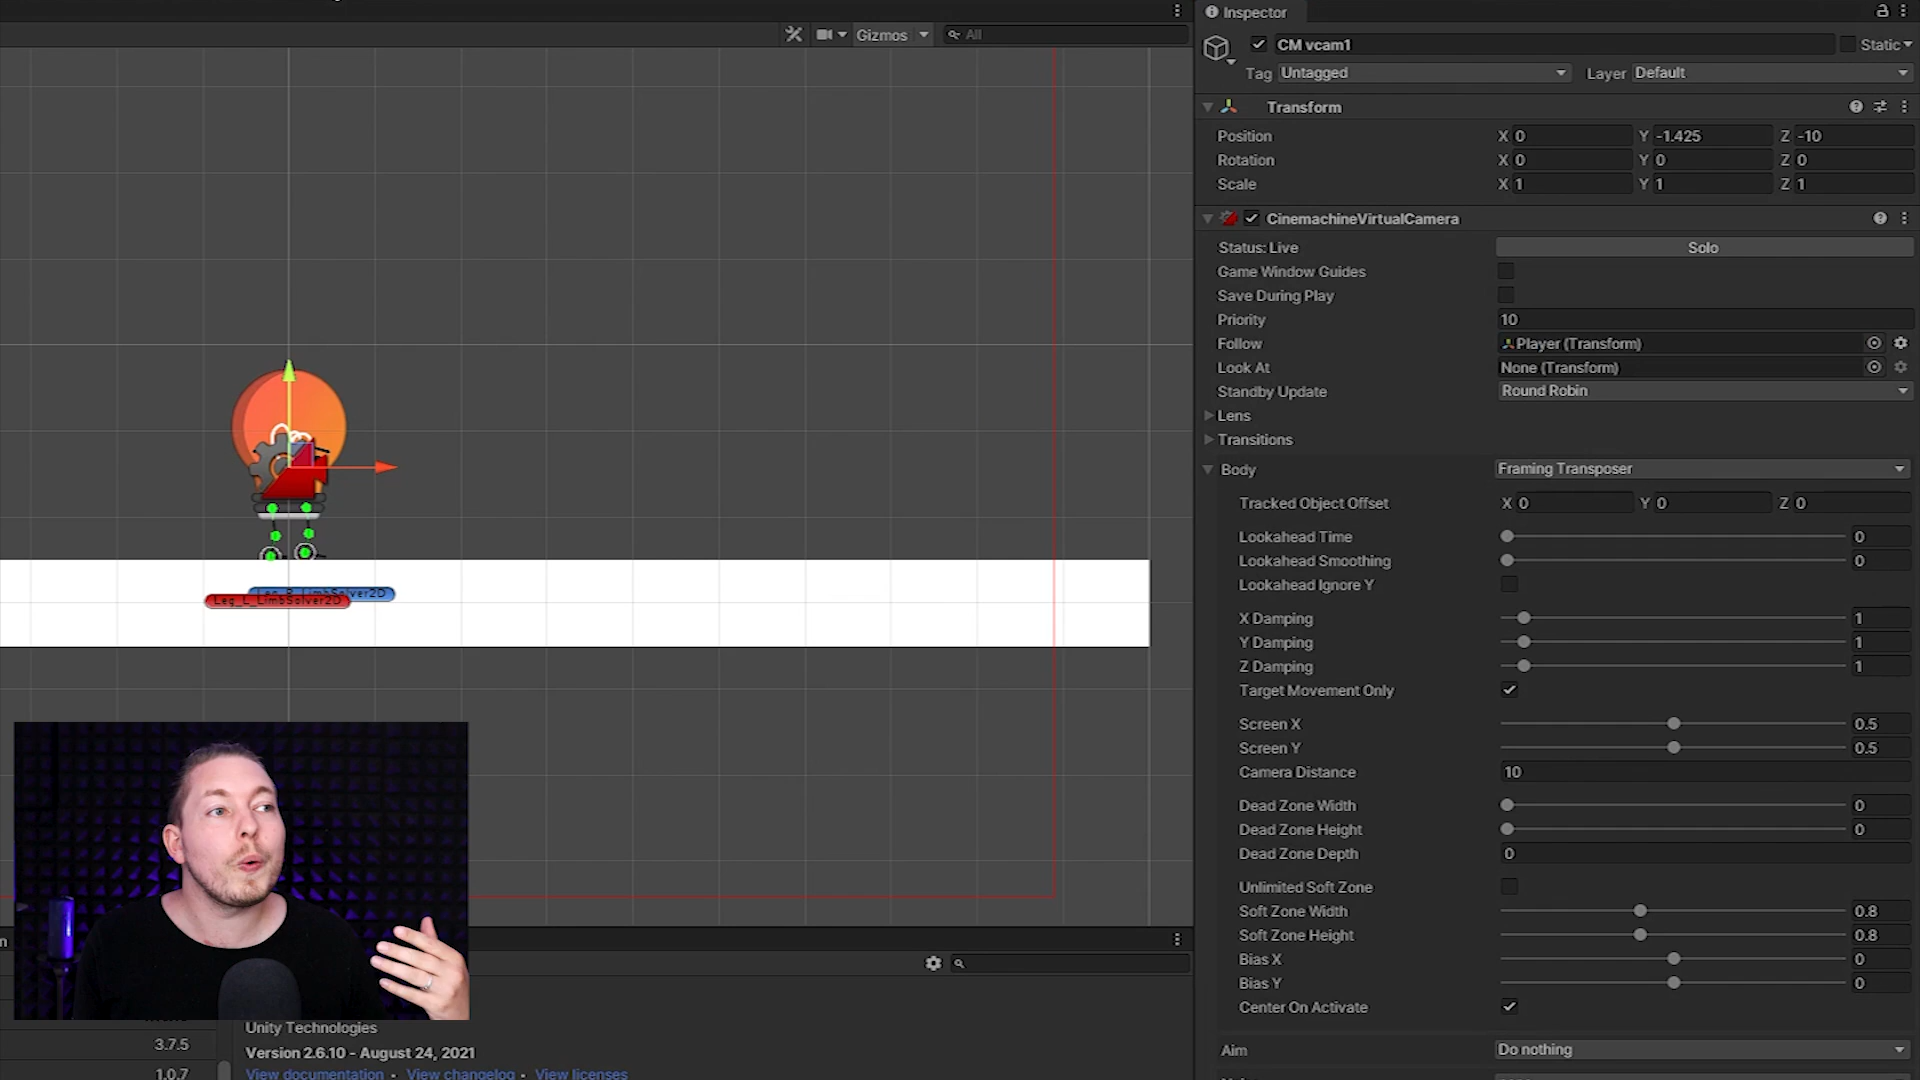 Gizmos
All
Leg_R_LimbSolver2D
Leg_L_LimbSolver2D
3.7.5
1.0.7
Unity Technologies
Version 2.6.10 - August 24, 2021
View documentation - View changelog - View licenses
Inspector
CM vcam1
Static
Tag Untagged Layer Default
Transform
Position X 0 Y -1.425 Z -10
Rotation X 0 Y 0 Z 0
Scale X 1 Y 1 Z 1
CinemachineVirtualCamera
Status: Live Solo
Game Window Guides
Save During Play
Priority 10
Follow Player (Transform)
Look At None (Transform)
Standby Update Round Robin
Lens
Transitions
Body Framing Transposer
Tracked Object Offset X 0 Y 0 Z 0
Lookahead Time 0
Lookahead Smoothing 0
Lookahead Ignore Y
X Damping 1
Y Damping 1
Z Damping 1
Target Movement Only
Screen X 0.5
Screen Y 0.5
Camera Distance 10
Dead Zone Width 0
Dead Zone Height 0
Dead Zone Depth 0
Unlimited Soft Zone
Soft Zone Width 0.8
Soft Zone Height 0.8
Bias X 0
Bias Y 0
Center On Activate
Aim Do nothing